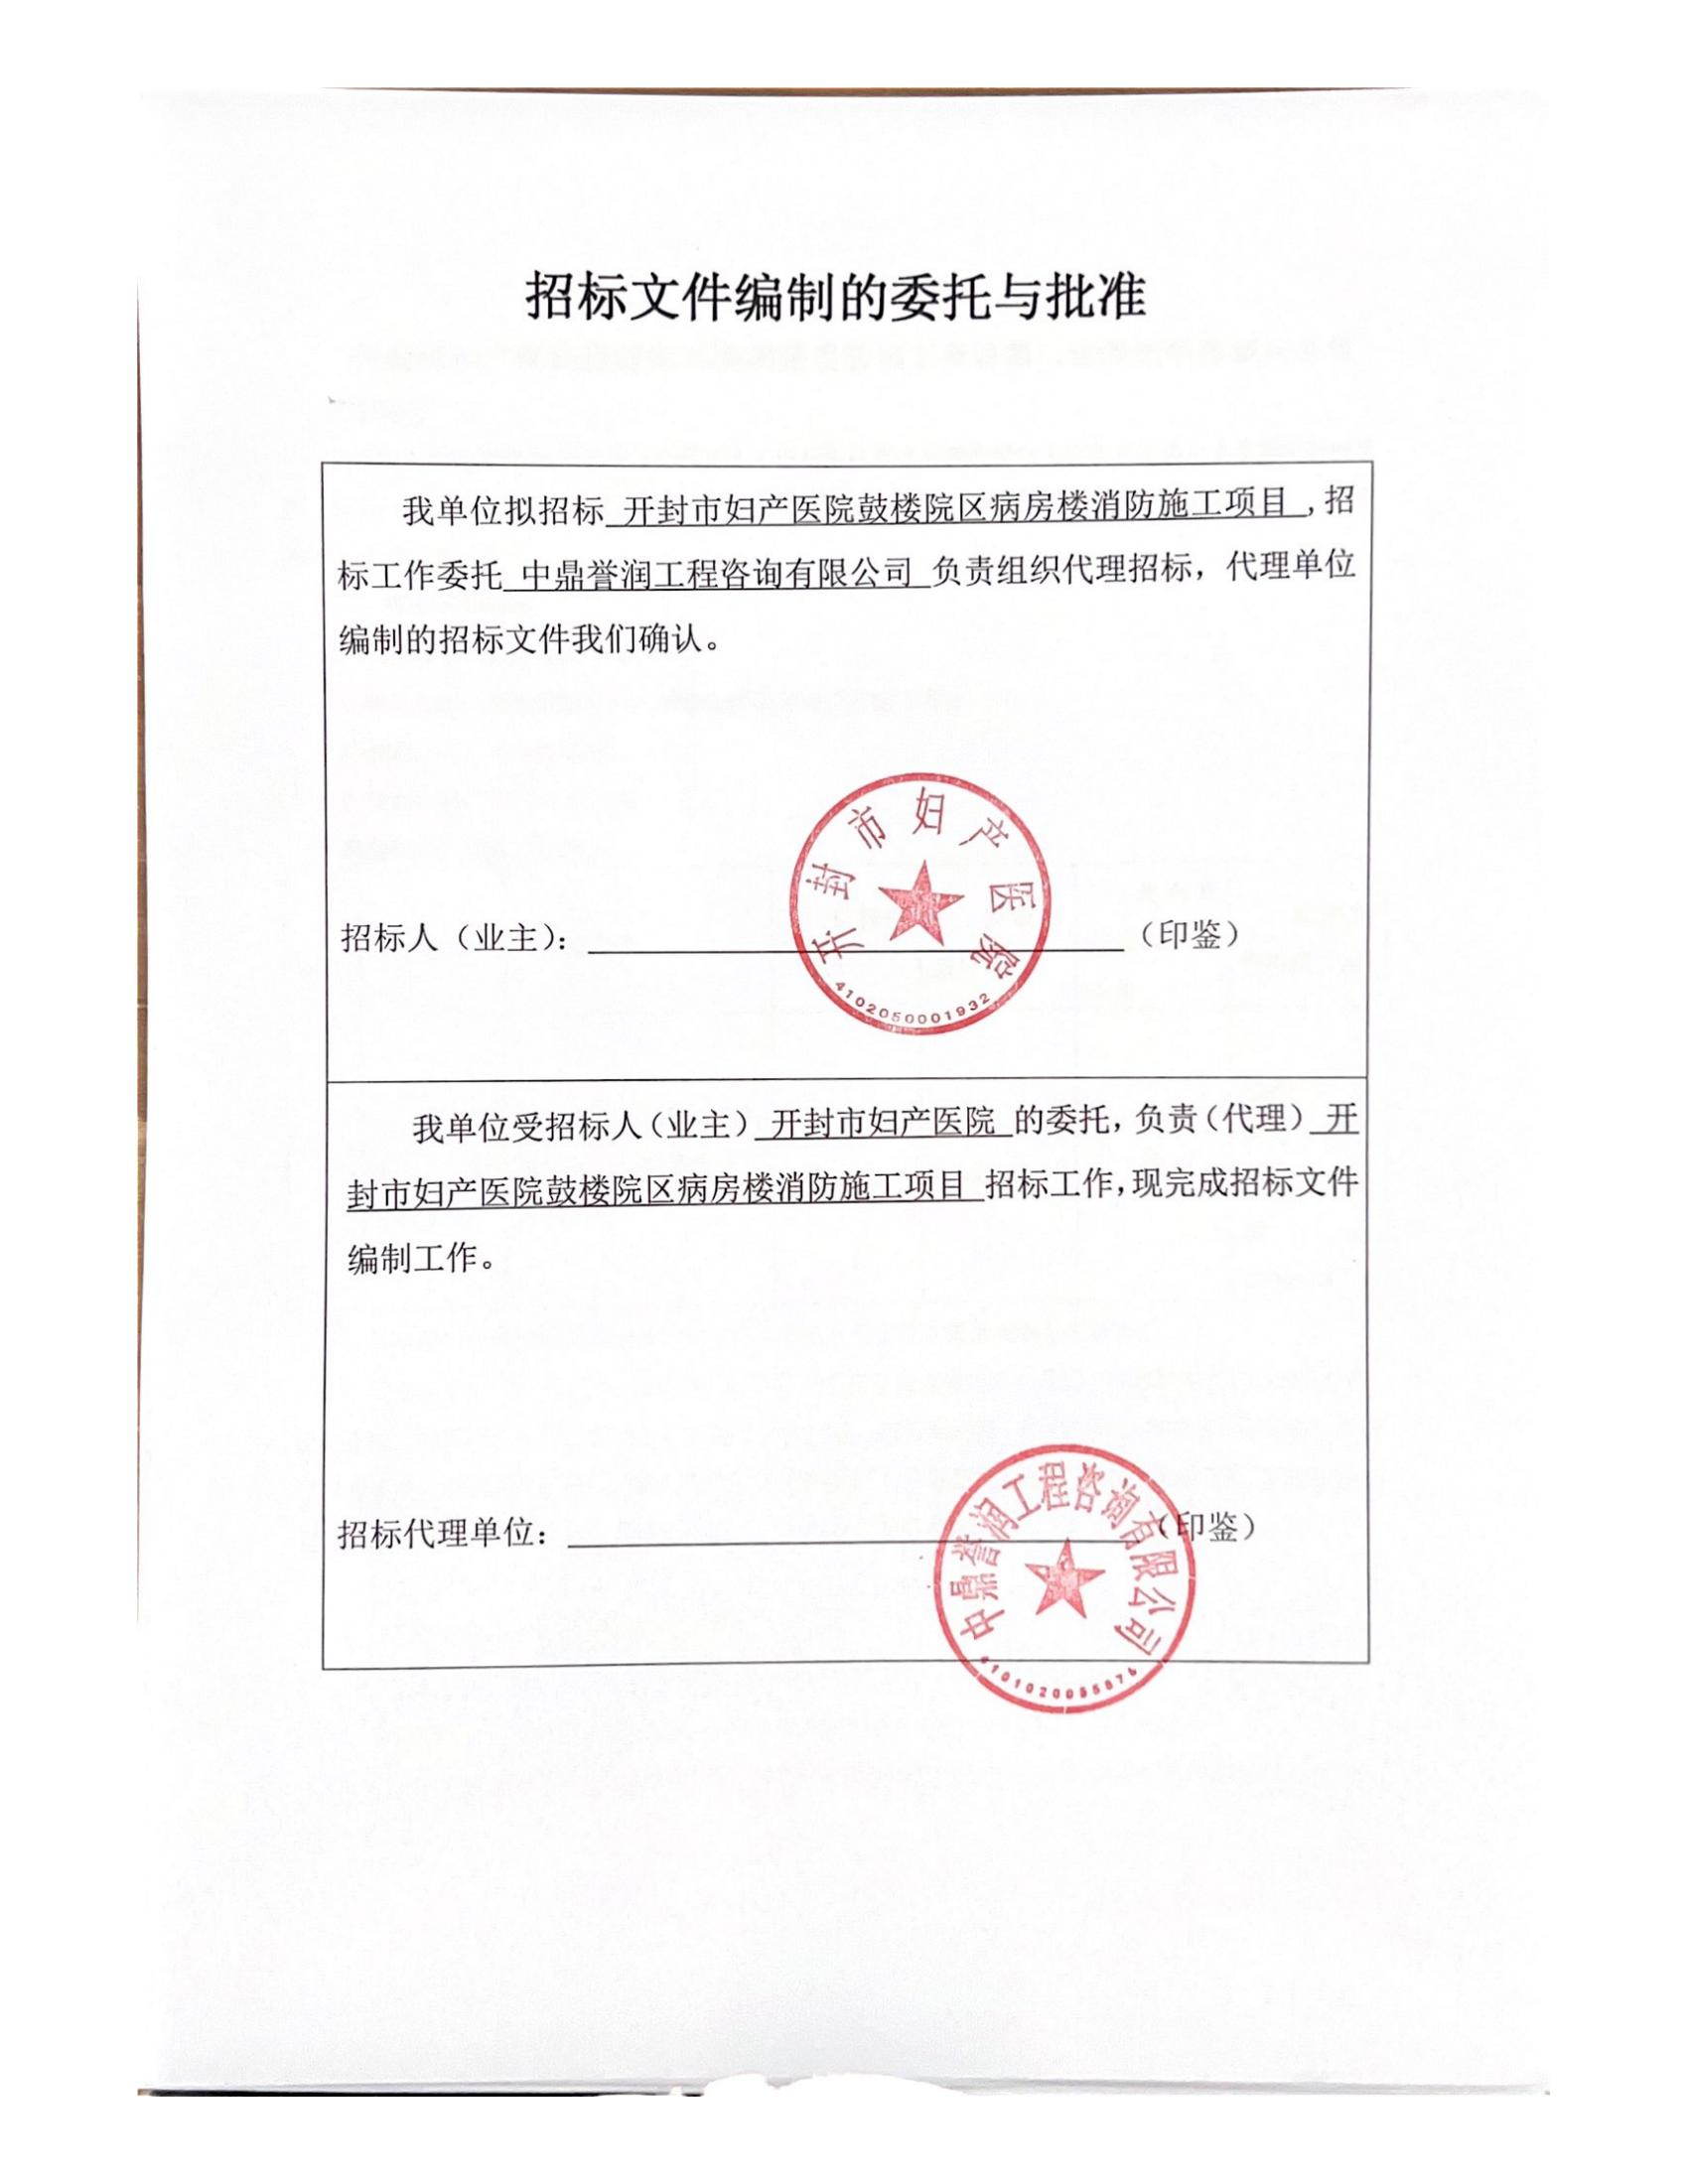 招标文件编制的委托与批准
我单位拟招标 开封市妇产医院鼓楼院区病房楼消防施工项目 ,招
标工作委托 中鼎誉润工程咨询有限公司 负责组织代理招标，代理单位
编制的招标文件我们确认。
开封市妇产医院
招标人（业主）：（印鉴）
4102050001932
我单位受招标人（业主） 开封市妇产医院 的委托，负责（代理） 开
封市妇产医院鼓楼院区病房楼消防施工项目 招标工作，现完成招标文件
编制工作。
中鼎誉润工程咨询有限公司
招标代理单位：（印鉴）